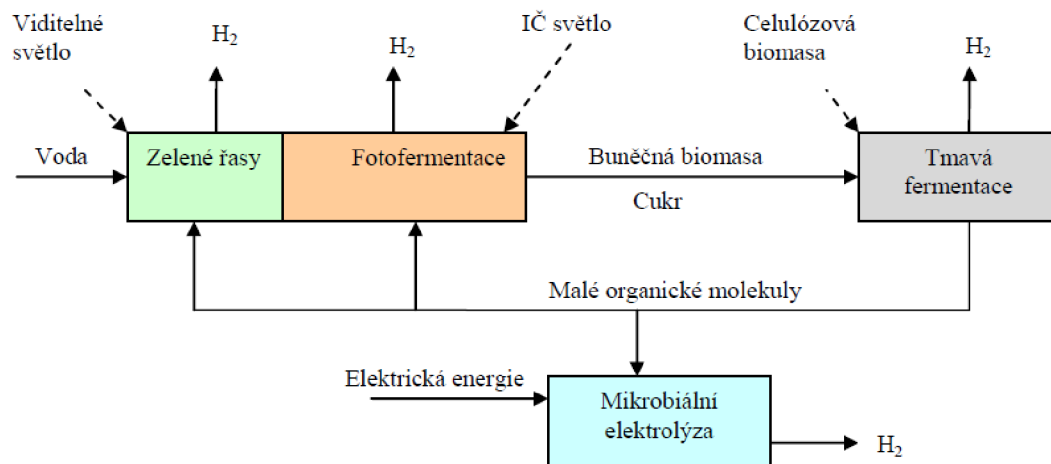 Viditelné
světlo
H2
H2
IČ světlo
Celulózová
biomasa
H2
Voda
Zelené řasy
Fotofermentace
Buněčná biomasa
Cukr
Tmavá
fermentace
Malé organické molekuly
Elektrická energie
Mikrobiální
elektrolýza
H2